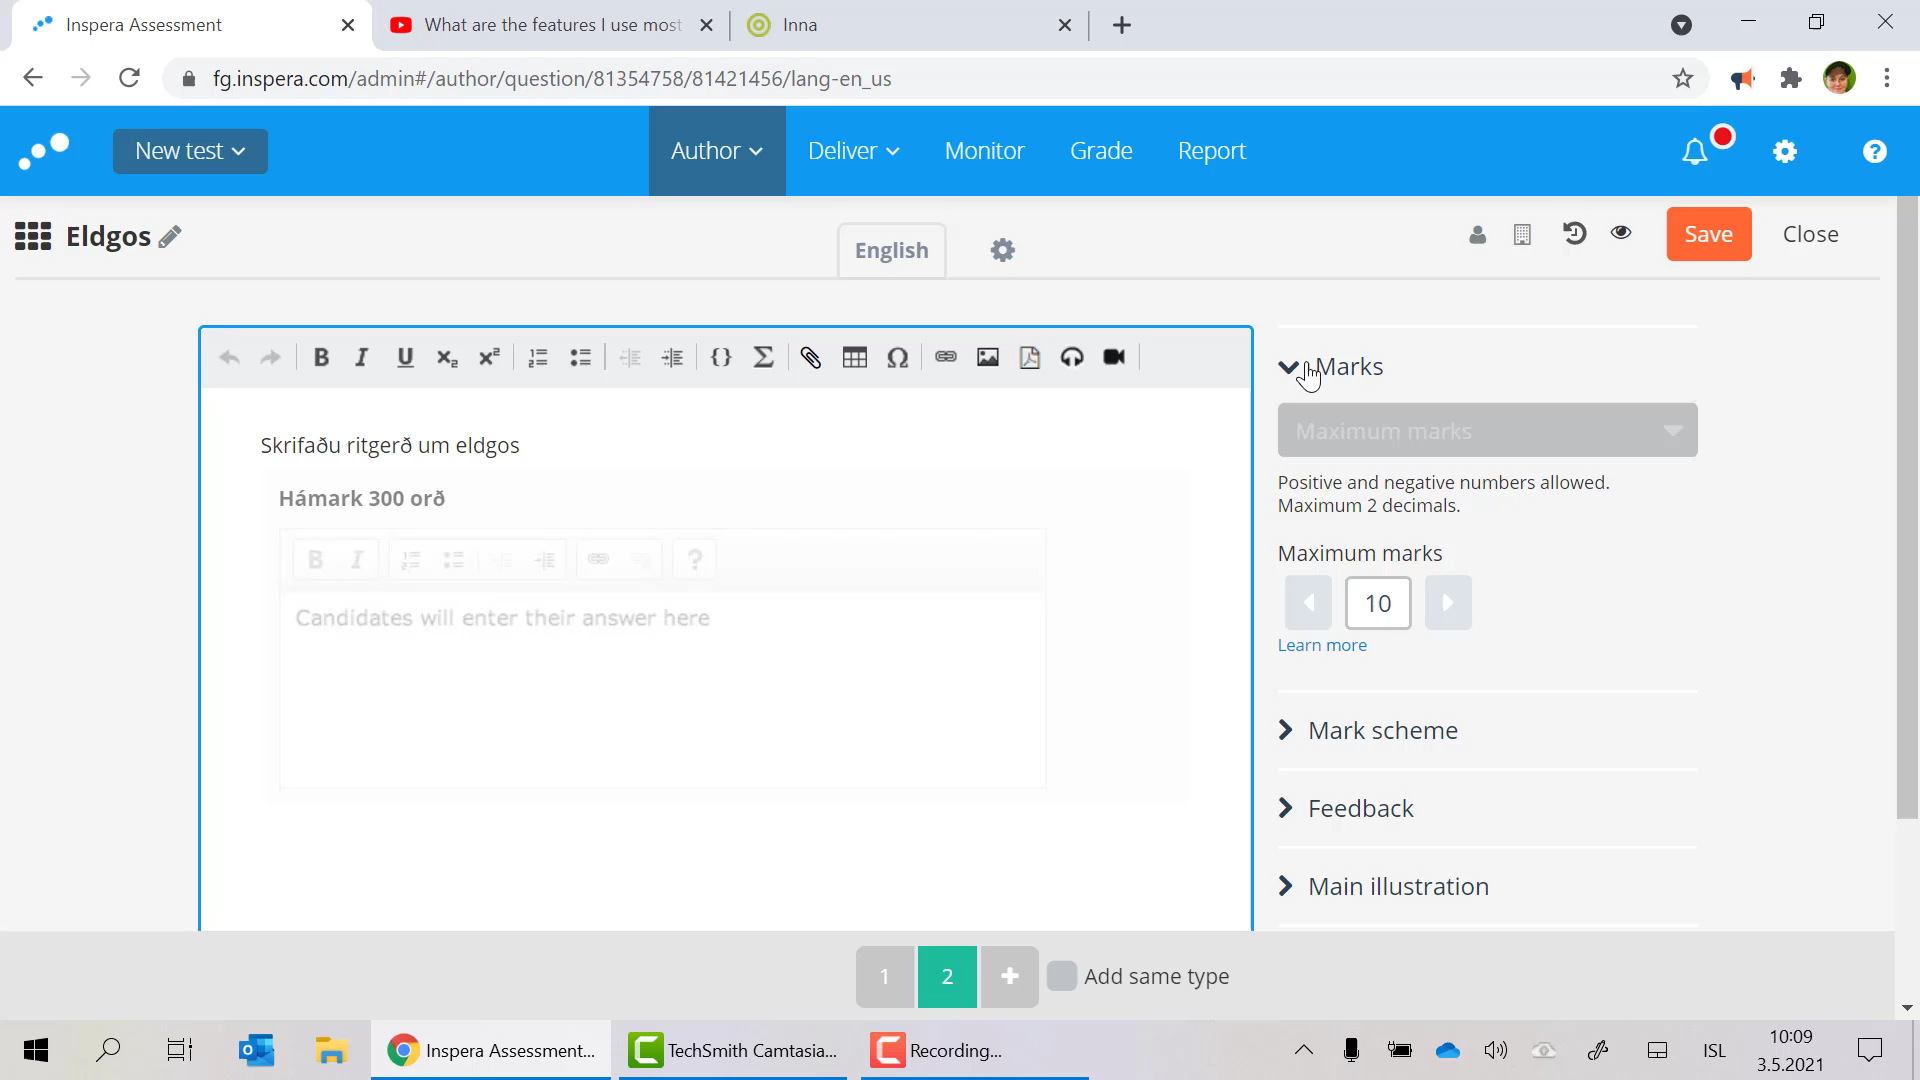 Inspera Assessment
What are the features I use most
Inna
fg.inspera.com/admin#/author/question/81354758/81421456/lang-en_us
New test
Author
Deliver
Monitor
Grade
Report
Eldgos
English
Save
Close
Skrifaðu ritgerð um eldgos
Hámark 300 orð
Candidates will enter their answer here
Marks
Maximum marks
Positive and negative numbers allowed.
Maximum 2 decimals.
Maximum marks
10
Learn more
Mark scheme
Feedback
Main illustration
1
2
Add same type
Inspera Assessment...
TechSmith Camtasia...
Recording...
ISL
10:09
3.5.2021